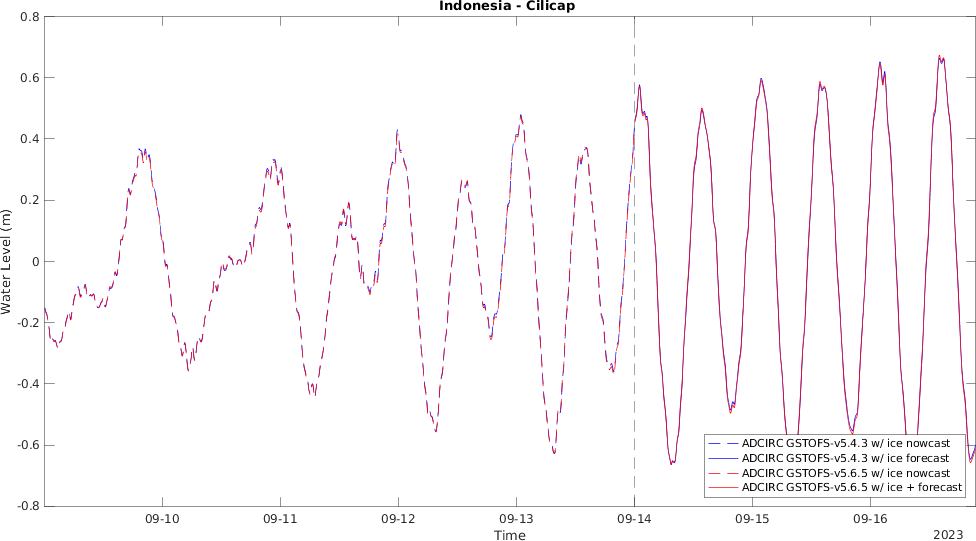 Indonesia - Cilicap
0.8
0.6
0.4
0.2
0
-0.2
-0.4
-0.6
-0.8
Water Level (m)
ADCIRC GSTOFS-v5.4.3 w/ ice nowcast
ADCIRC GSTOFS-v5.4.3 w/ ice forecast
ADCIRC GSTOFS-v5.6.5 w/ ice nowcast
ADCIRC GSTOFS-v5.6.5 w/ ice + forecast
09-10 09-11 09-12 09-13 09-14 09-15 09-16
Time
2023